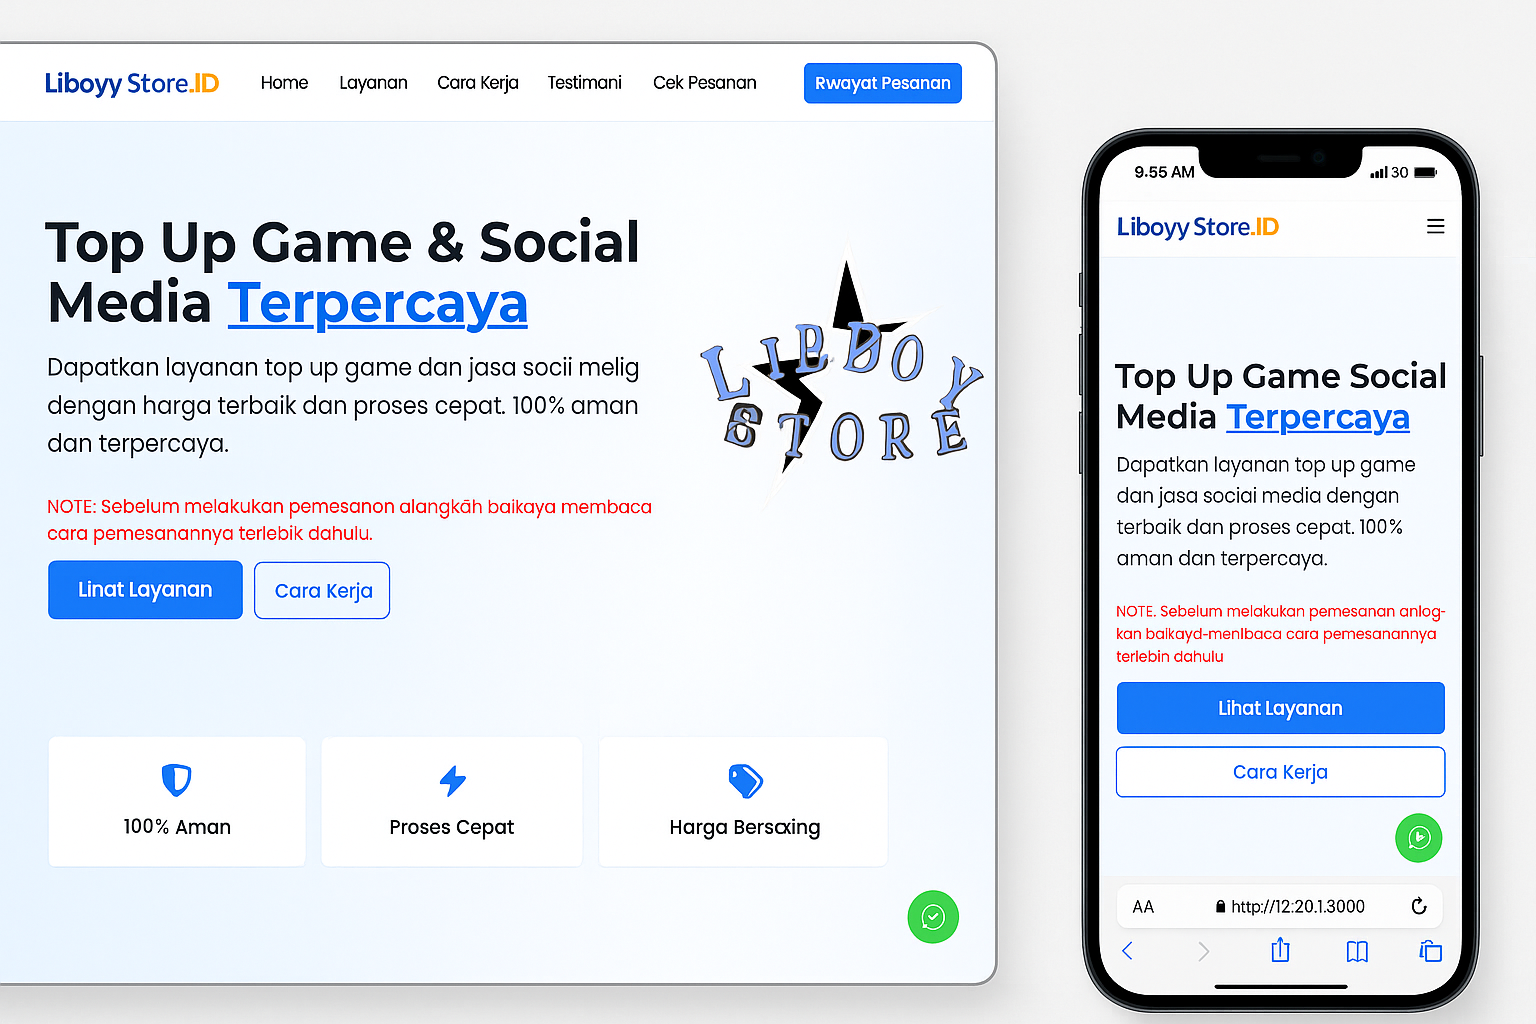 Liboyy Store.ID
Home
Layanan
Cara Kerja
Testimani
Cek Pesanan
Rwayat Pesanan
Top Up Game & Social
Media Terpercaya
Dapatkan layanan top up game dan jasa socii melig
dengan harga terbaik dan proses cepat. 100% aman
dan terpercaya.
NOTE: Sebelum melakukan pemesanon alangkāh baikaya membaca
cara pemesanannya terlebik dahulu.
Linat Layanan
Cara Kerja
LIBBOY
STORE
100% Aman
Proses Cepat
Harga Bersaxing
9.55 AM
30
Liboyy Store.ID
Top Up Game Social
Media Terpercaya
Dapatkan layanan top up game
dan jasa sociai media dengan
terbaik dan proses cepat. 100%
aman dan terpercaya.
NOTE. Sebelum melakukan pemesanan anlog-
kan balkayd-menlbaca cara pemesanannya
terlebin dahulu
Lihat Layanan
Cara Kerja
AA
http://12:20.1.3000